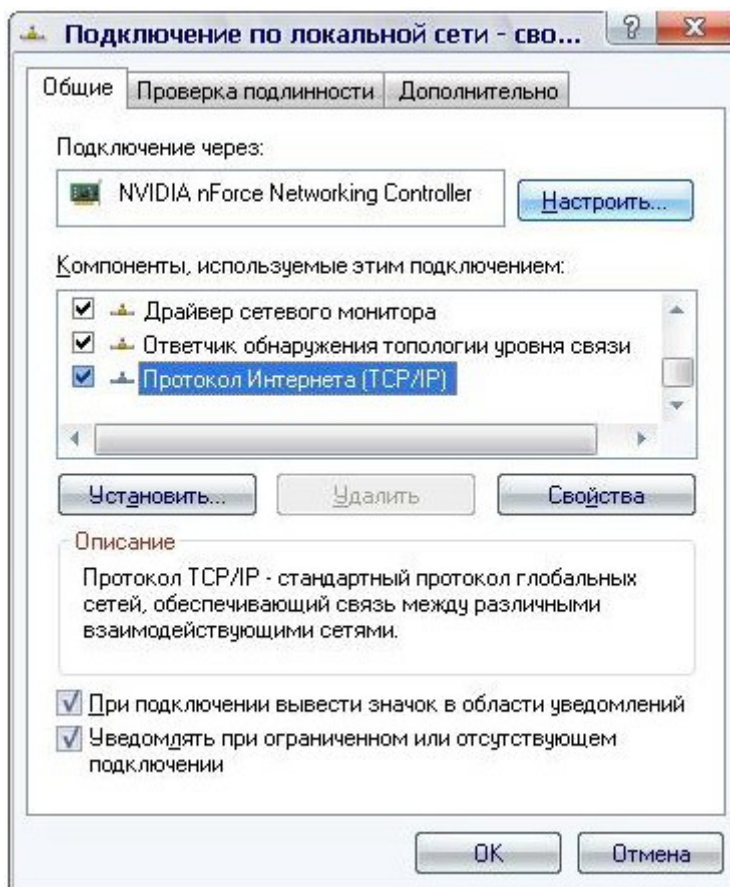 Подключение по локальной сети - сво...
Общие
Проверка подлинности
Дополнительно
Подключение через:
NVIDIA nForce Networking Controller
Настроить...
Компоненты, используемые этим подключением:
Драйвер сетевого монитора
Ответчик обнаружения топологии уровня связи
Протокол Интернета (TCP/IP)
Установить...
Удалить
Свойства
Описание
Протокол TCP/IP - стандартный протокол глобальных
сетей, обеспечивающий связь между различными
взаимодействующими сетями.
При подключении вывести значок в области уведомлений
Уведомлять при ограниченном или отсутствующем
подключении
OK
Отмена